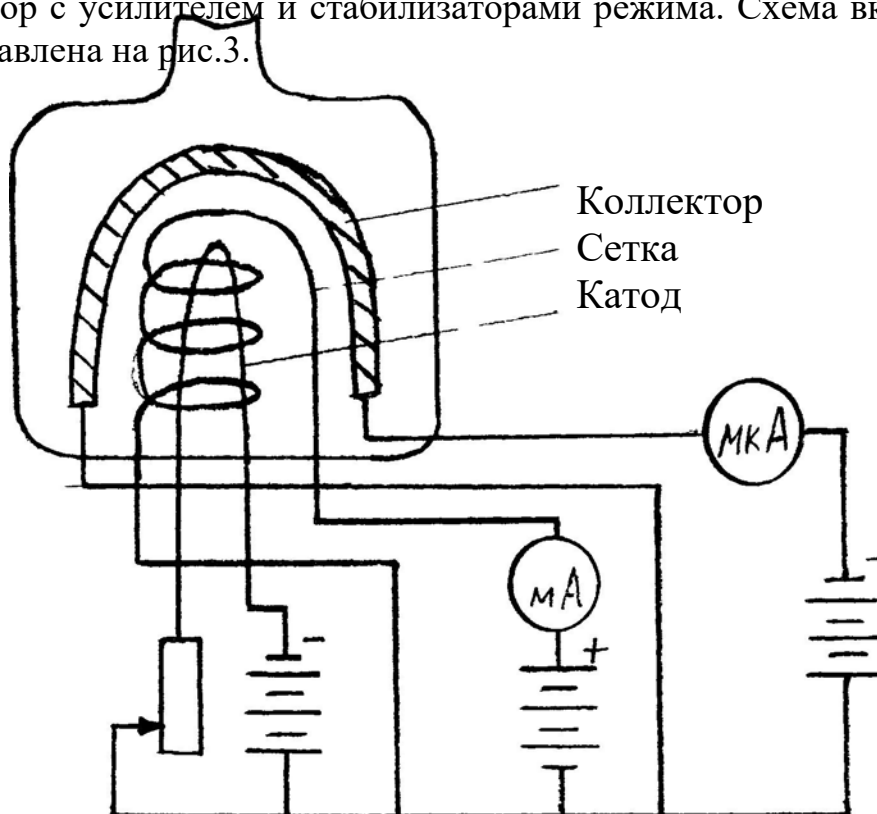 ор с усилителем и стабилизаторами режима. Схема вк
авлена на рис.3.
Коллектор
Сетка
Катод
мкА
мА
-
+
-